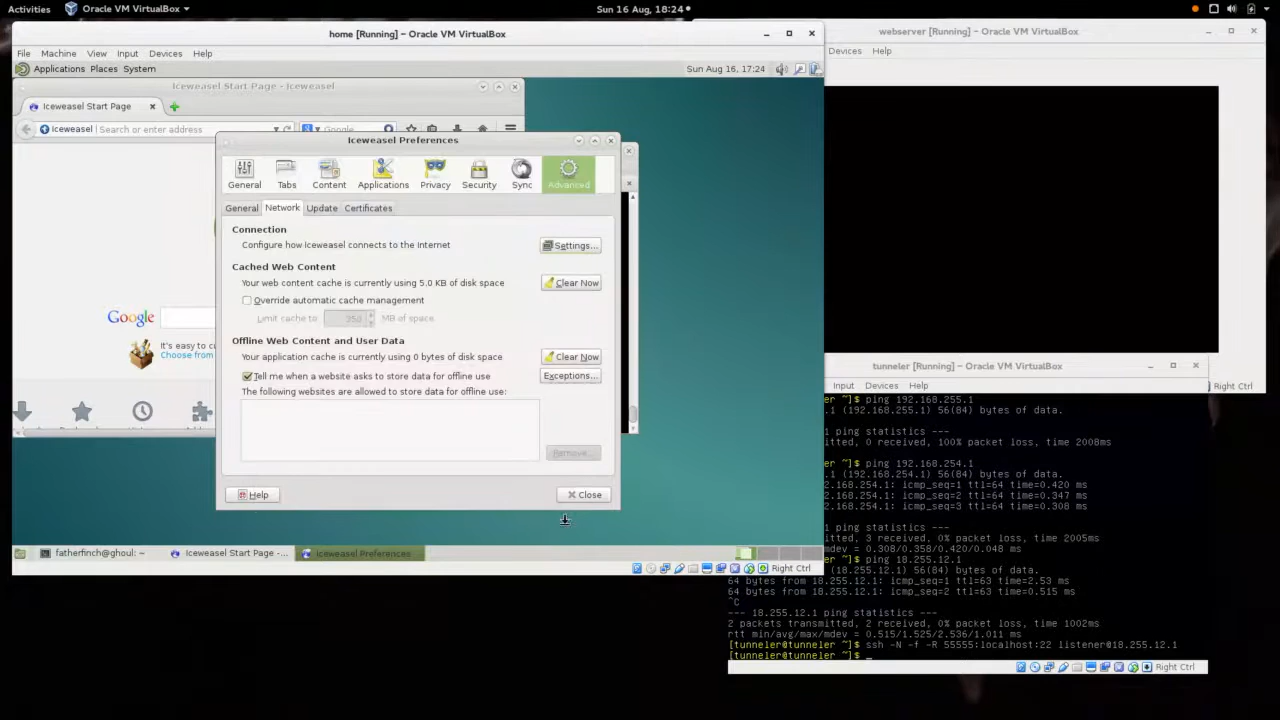 Activities
Oracle VM VirtualBox
Sun 16 Aug, 18:24
home [Running] – Oracle VM VirtualBox
File Machine View Input Devices Help
Applications Places System
Sun Aug 16, 17:24
Iceweasel Start Page - Iceweasel
Iceweasel Start Page
Iceweasel
Search or enter address
Google
Iceweasel Preferences
General Tabs Content Applications Privacy Security Sync Advanced
General Network Update Certificates
Connection
Configure how Iceweasel connects to the Internet
Settings...
Cached Web Content
Your web content cache is currently using 5.0 KB of disk space
Clear Now
Override automatic cache management
Limit cache to 350 MB of space
Offline Web Content and User Data
Your application cache is currently using 0 bytes of disk space
Clear Now
Tell me when a website asks to store data for offline use
Exceptions...
The following websites are allowed to store data for offline use:
Remove...
Help
Close
Google
It's easy to cu
Choose from
fatherfinch@ghoul: ~
Iceweasel Start Page -...
Iceweasel Preferences
Right Ctrl
webserver [Running] – Oracle VM VirtualBox
Devices Help
Right Ctrl
tunneler [Running] – Oracle VM VirtualBox
Input Devices Help
ler ~]$ ping 192.168.255.1
.1 (192.168.255.1) 56(84) bytes of data.
.1 ping statistics ---
itted, 0 received, 100% packet loss, time 2008ms
ler ~]$ ping 192.168.254.1
.1 (192.168.254.1) 56(84) bytes of data.
2.168.254.1: icmp_seq=1 ttl=64 time=0.420 ms
2.168.254.1: icmp_seq=2 ttl=64 time=0.347 ms
2.168.254.1: icmp_seq=3 ttl=64 time=0.308 ms
.1 ping statistics ---
itted, 3 received, 0% packet loss, time 2005ms
mdev = 0.308/0.358/0.420/0.048 ms
ler ~]$ ping 18.255.12.1
(18.255.12.1) 56(84) bytes of data.
64 bytes from 18.255.12.1: icmp_seq=1 ttl=63 time=2.53 ms
64 bytes from 18.255.12.1: icmp_seq=2 ttl=63 time=0.515 ms
^C
--- 18.255.12.1 ping statistics ---
2 packets transmitted, 2 received, 0% packet loss, time 1002ms
rtt min/avg/max/mdev = 0.515/1.525/2.536/1.011 ms
[tunneler@tunneler ~]$ ssh -N -f -R 55555:localhost:22 listener@18.255.12.1
[tunneler@tunneler ~]$ _
Right Ctrl